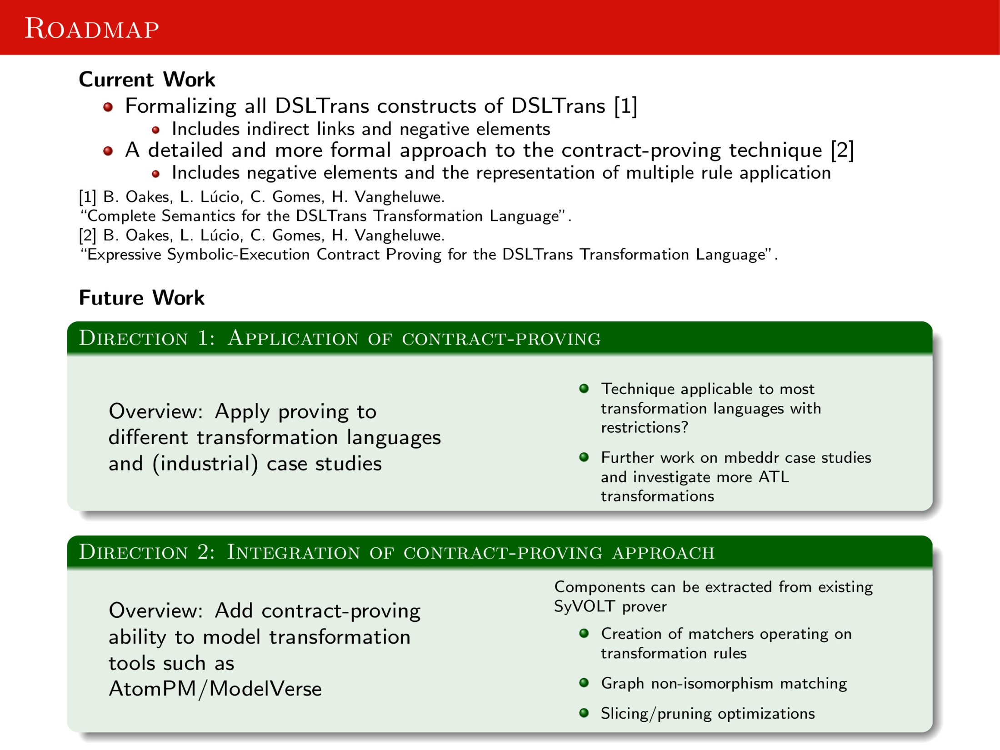 Roadmap
Current Work
Formalizing all DSLTrans constructs of DSLTrans [1]
Includes indirect links and negative elements
A detailed and more formal approach to the contract-proving technique [2]
Includes negative elements and the representation of multiple rule application
[1] B. Oakes, L. Lúcio, C. Gomes, H. Vangheluwe.
“Complete Semantics for the DSLTrans Transformation Language”.
[2] B. Oakes, L. Lúcio, C. Gomes, H. Vangheluwe.
“Expressive Symbolic-Execution Contract Proving for the DSLTrans Transformation Language”.
Future Work
Direction 1: Application of contract-proving
Overview: Apply proving to
different transformation languages
and (industrial) case studies
Technique applicable to most
transformation languages with
restrictions?
Further work on mbeddr case studies
and investigate more ATL
transformations
Direction 2: Integration of contract-proving approach
Overview: Add contract-proving
ability to model transformation
tools such as
AtomPM/ModelVerse
Components can be extracted from existing
SyVOLT prover
Creation of matchers operating on
transformation rules
Graph non-isomorphism matching
Slicing/pruning optimizations